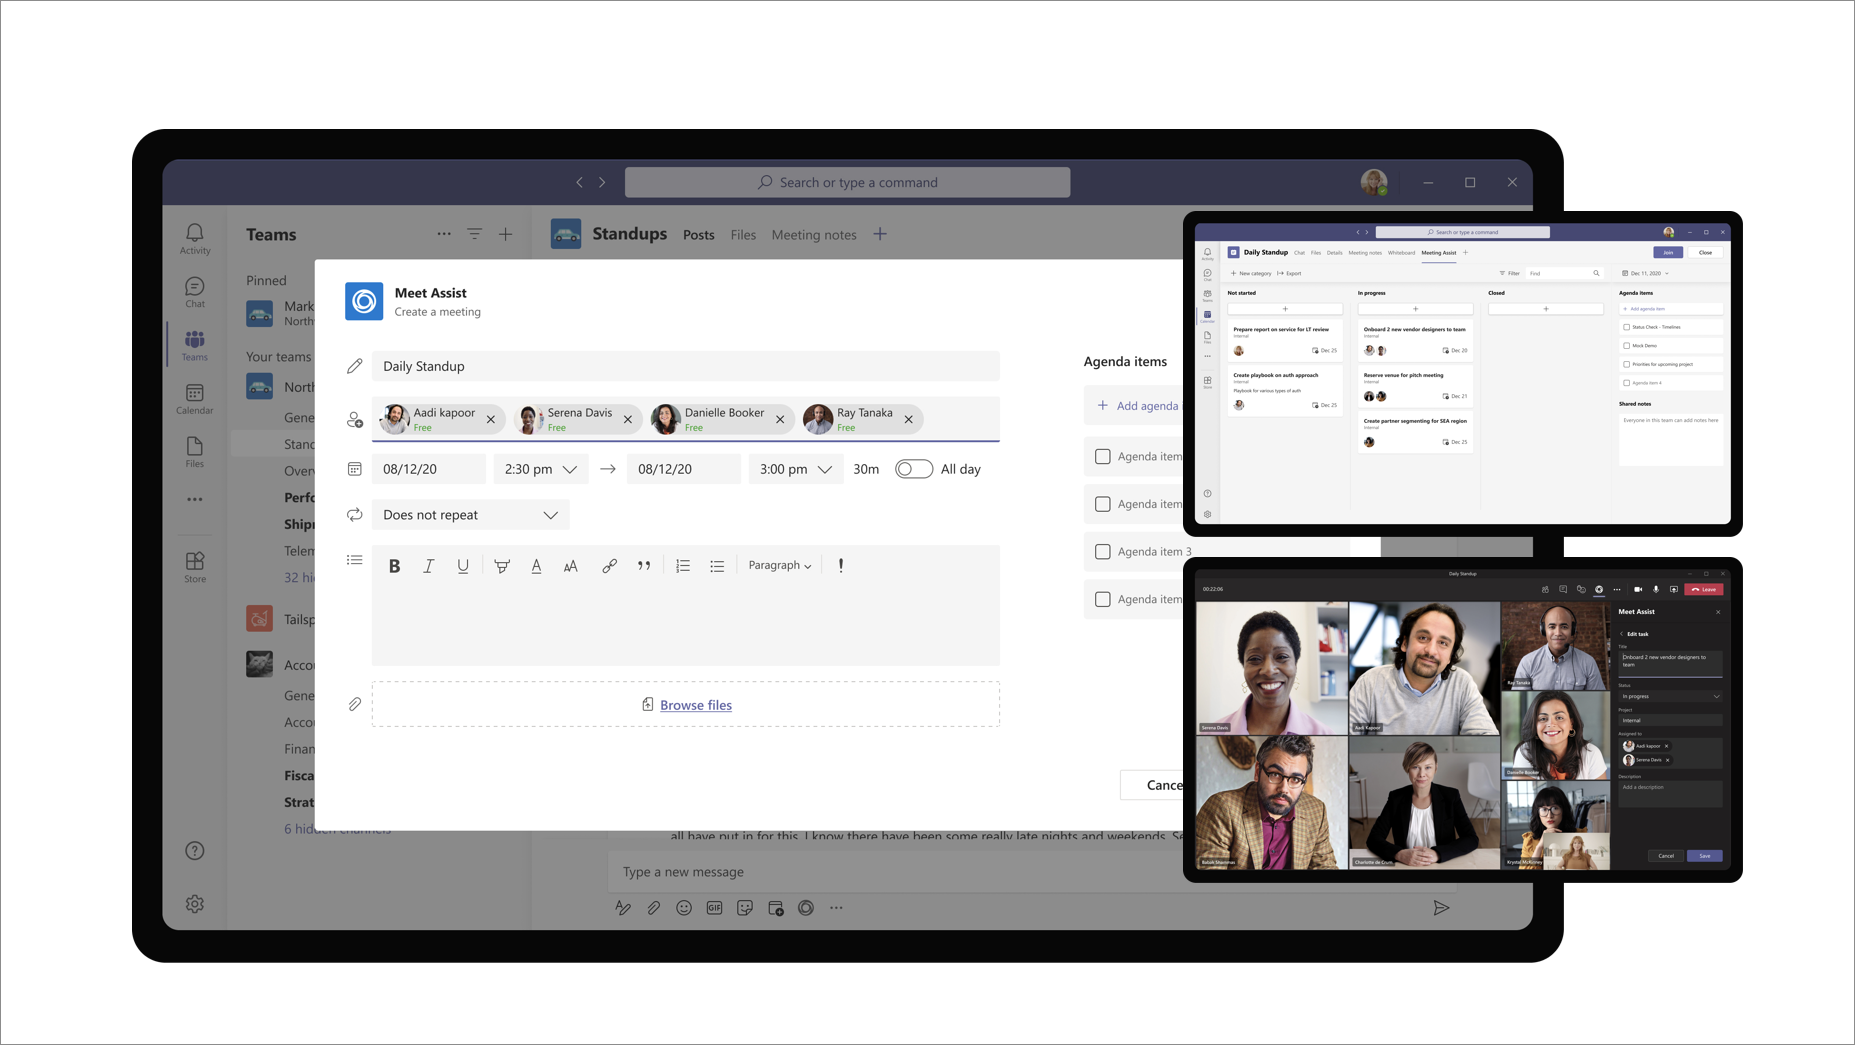 Search or type a command
Activity
Chat
Teams
Calendar
Files
Store
Teams
Pinned
Mark
North
Your teams
North
Gene
Stand
Overv
Perfo
Shipr
Telem
32 hi
Tailsp
Acco
Gene
Acco
Finan
Fisca
Strat
6 hidden channels
Standups Posts Files Meeting notes
Meet Assist
Create a meeting
Daily Standup
Aadi kapoor
Free
Serena Davis
Free
Danielle Booker
Free
Ray Tanaka
Free
08/12/20 2:30 pm 08/12/20 3:00 pm 30m All day
Does not repeat
B I U A AA Paragraph !
Browse files
Agenda items
Add agenda i
Agenda item
Agenda item
Agenda item 3
Agenda item
Cance
all have put in for this. I know there have been some really late nights and weekends. Se
Type a new message
GIF
Search or type a command
Activity
Chat
Teams
Calendar
Files
Store
Daily Standup Chat Files Details Meeting notes Whiteboard Meeting Assist
Join Close
New category Export Filter Find Dec 11, 2020
Not started
Prepare report on service for LT review
Internal
Dec 25
Create playbook on auth approach
Internal
Playbook for various types of auth
Dec 25
In progress
Onboard 2 new vendor designers to team
Internal
Dec 20
Reserve venue for pitch meeting
Internal
Dec 21
Create partner segmenting for SEA region
Internal
Dec 25
Closed
Agenda items
Add agenda item
Status Check - Timelines
Mock Demo
Priorities for upcoming project
Agenda item 4
Shared notes
Everyone in this team can add notes here
Daily Standup
00:22:06
Leave
Serena Davis
Aadi Kapoor
Ray Tanaka
Danielle Booker
Babak Shammas
Charlotte de Crum
Krystal McKinney
Meet Assist
Edit task
Title
Onboard 2 new vendor designers to
team
Status
In progress
Project
Internal
Assigned to
Aadi kapoor
Serena Davis
Description
Add a description
Cancel Save